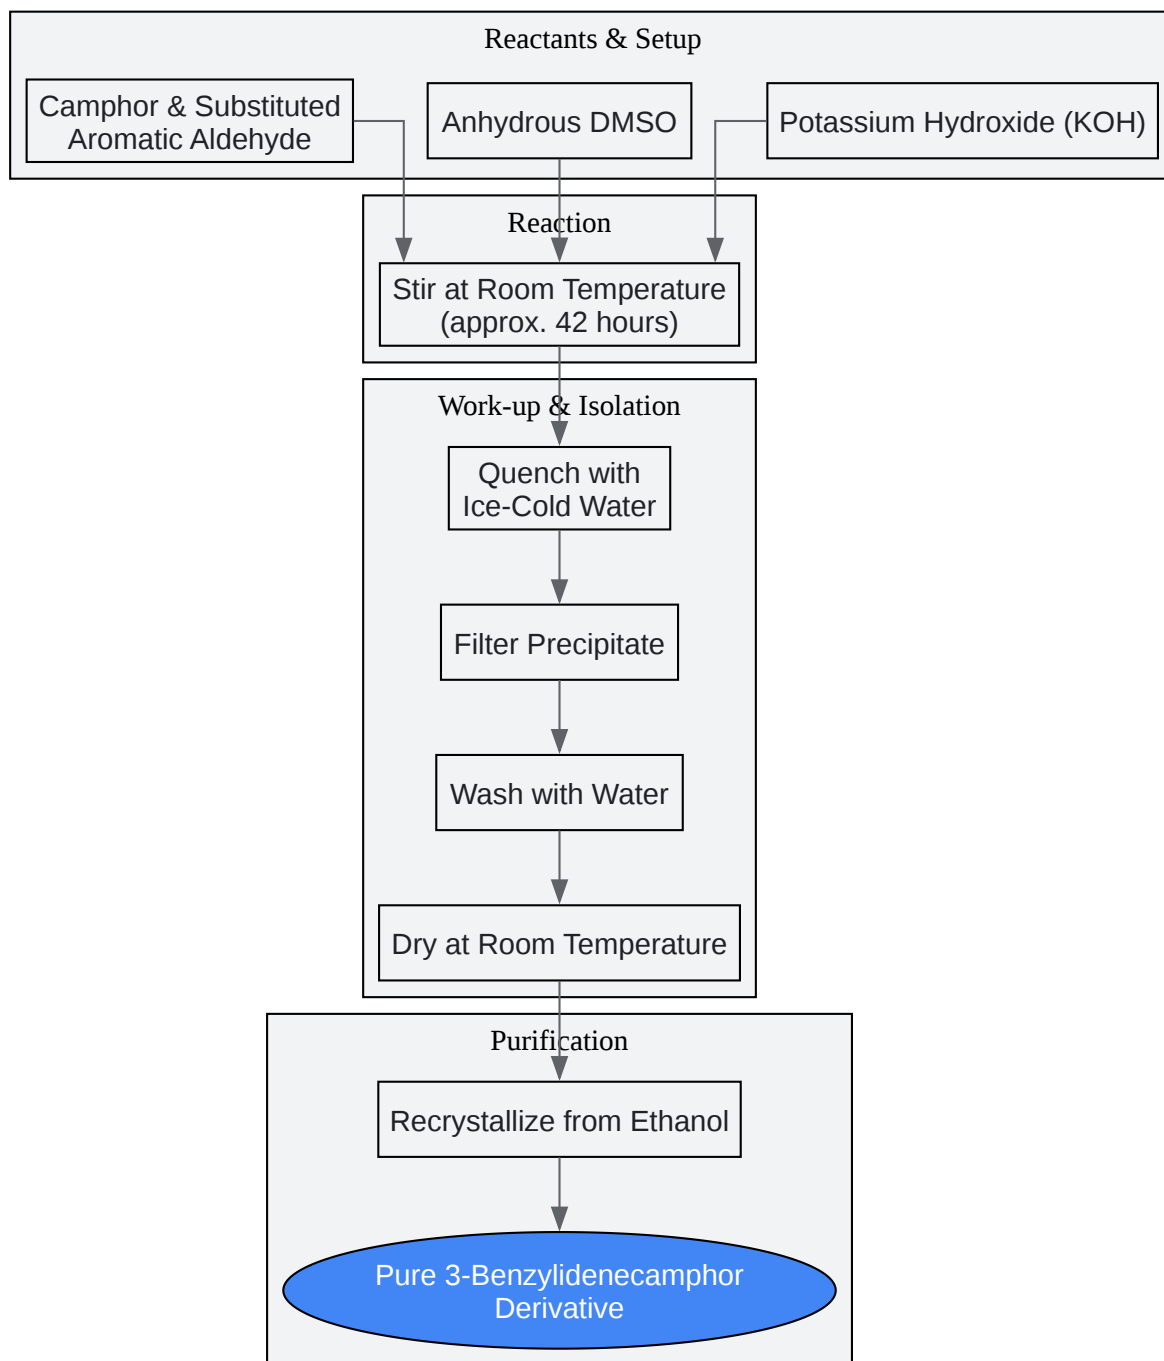 Reactants & Setup
Camphor & Substituted
Aromatic Aldehyde
Anhydrous DMSO
Potassium Hydroxide (KOH)
Reaction
Stir at Room Temperature
(approx. 42 hours)
Work-up & Isolation
Quench with
Ice-Cold Water
Filter Precipitate
Wash with Water
Dry at Room Temperature
Purification
Recrystallize from Ethanol
Pure 3-Benzylidenecamphor
Derivative